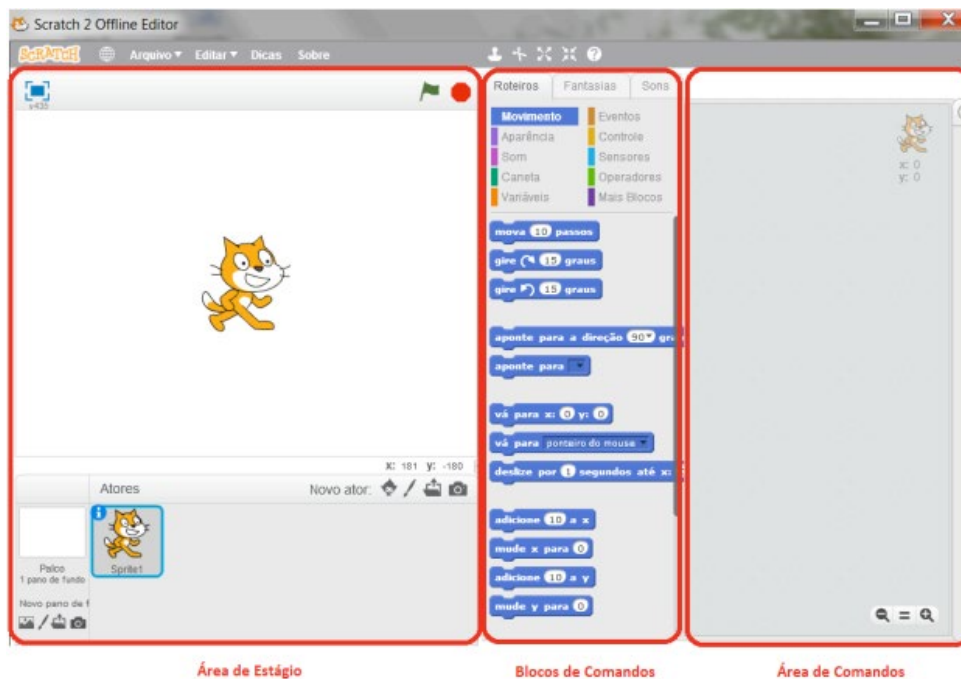 Scratch 2 Offline Editor
SCRATCH Arquivo Editar Dicas Sobre
v435
Roteiros Fantasias Sons
Movimento Eventos
Aparência Controle
Som Sensores
Caneta Operadores
Variáveis Mais Blocos
x: 0
y: 0
mova 10 passos
gire 15 graus
gire 15 graus
aponte para a direção 90
aponte para
vá para x: 0 y: 0
vá para ponteiro do mouse
deslize por 1 segundos até x:
adicione 10 a x
mude x para 0
adicione 10 a y
mude y para 0
X: 181 y: -180
Atores Novo ator:
Sprite1
Palco
1 pano de fundo
Novo pano de f
Área de Estágio Blocos de Comandos Área de Comandos